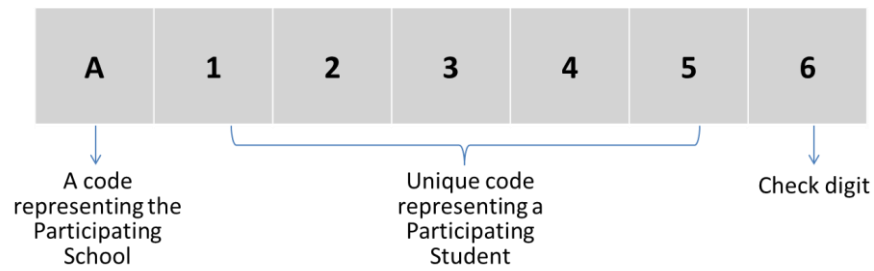 A 1 2 3 4 5 6
A code
representing the
Participating
School
Unique code
representing a
Participating
Student
Check digit